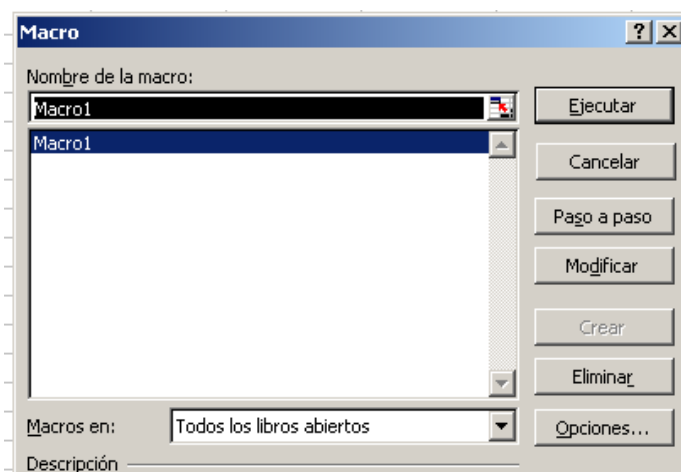 Macro
Nombre de la macro:
Macro1
Ejecutar
Macro1
Cancelar
Paso a paso
Modificar
Crear
Eliminar
Macros en:
Todos los libros abiertos
Opciones...
Descripción